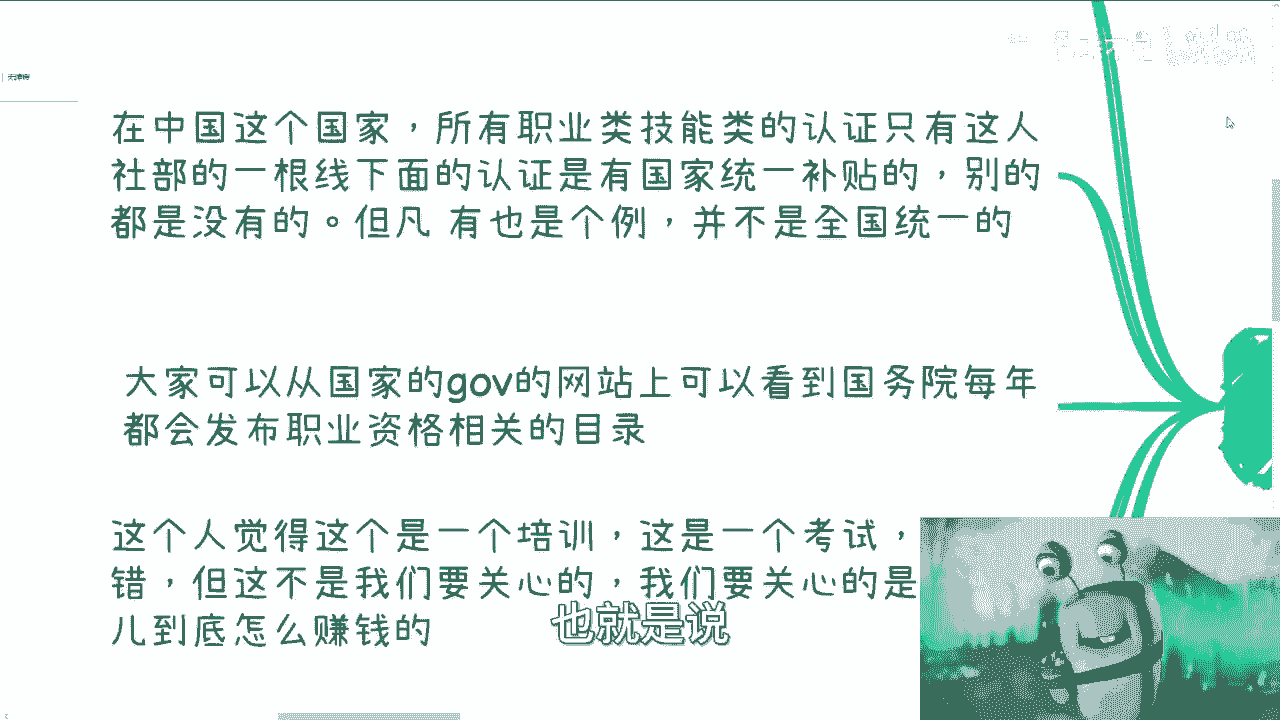 在中国这个国家，所有职业类技能类的认证只有这人
社部的一根线下面的认证是有国家统一补贴的，别的
都是没有的。但凡 有也是个例，并不是全国统一的
大家可以从国家的gov的网站上可以看到国务院每年
都会发布职业资格相关的目录
这个人觉得这个是一个培训，这是一个考试，
错，但这不是我们要关心的，我们要关心的是
儿到底怎么赚钱的
也就是说